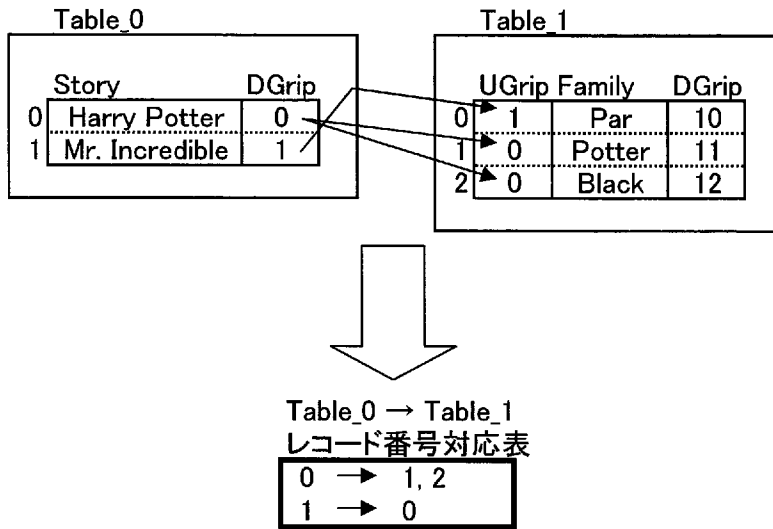 Table_0
Story DGrip
0 Harry Potter 0
1 Mr. Incredible 1
Table_1
UGrip Family DGrip
0 1 Par 10
1 0 Potter 11
2 0 Black 12
Table_0 → Table_1
レコード番号対応表
0 → 1, 2
1 → 0